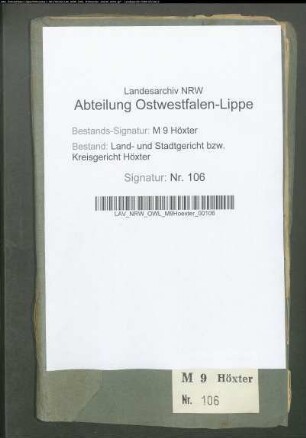 Landesarchiv NRW
Abteilung Ostwestfalen-Lippe
Bestands-Signatur: M 9 Höxter
Bestand: Land- und Stadtgericht bzw.
Kreisgericht Höxter
Signatur: Nr. 106
LAV_NRW_OWL_M9Hoexter_00106
M 9 Höxter
Nr. 106